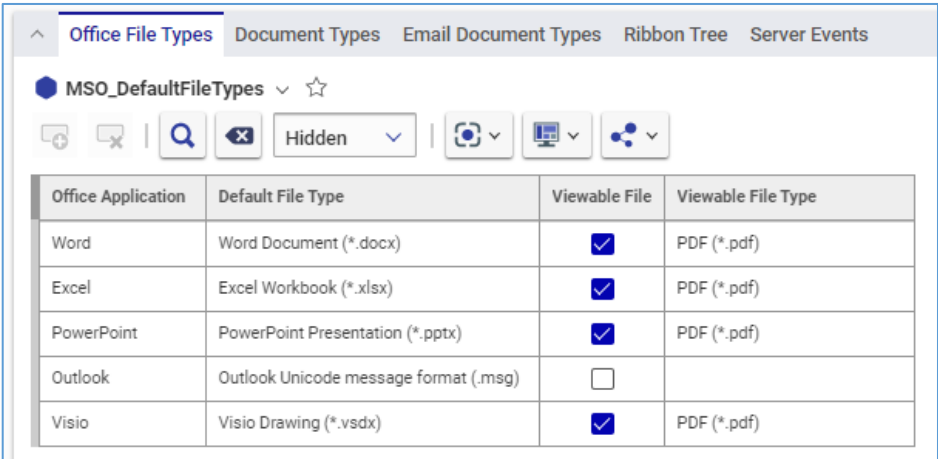 Office File Types Document Types Email Document Types Ribbon Tree Server Events
MSO_DefaultFileTypes
Hidden
Office Application Default File Type Viewable File Viewable File Type
Word Word Document (*.docx) PDF (*.pdf)
Excel Excel Workbook (*.xlsx) PDF (*.pdf)
PowerPoint PowerPoint Presentation (*.pptx) PDF (*.pdf)
Outlook Outlook Unicode message format (.msg)
Visio Visio Drawing (*.vsdx) PDF (*.pdf)